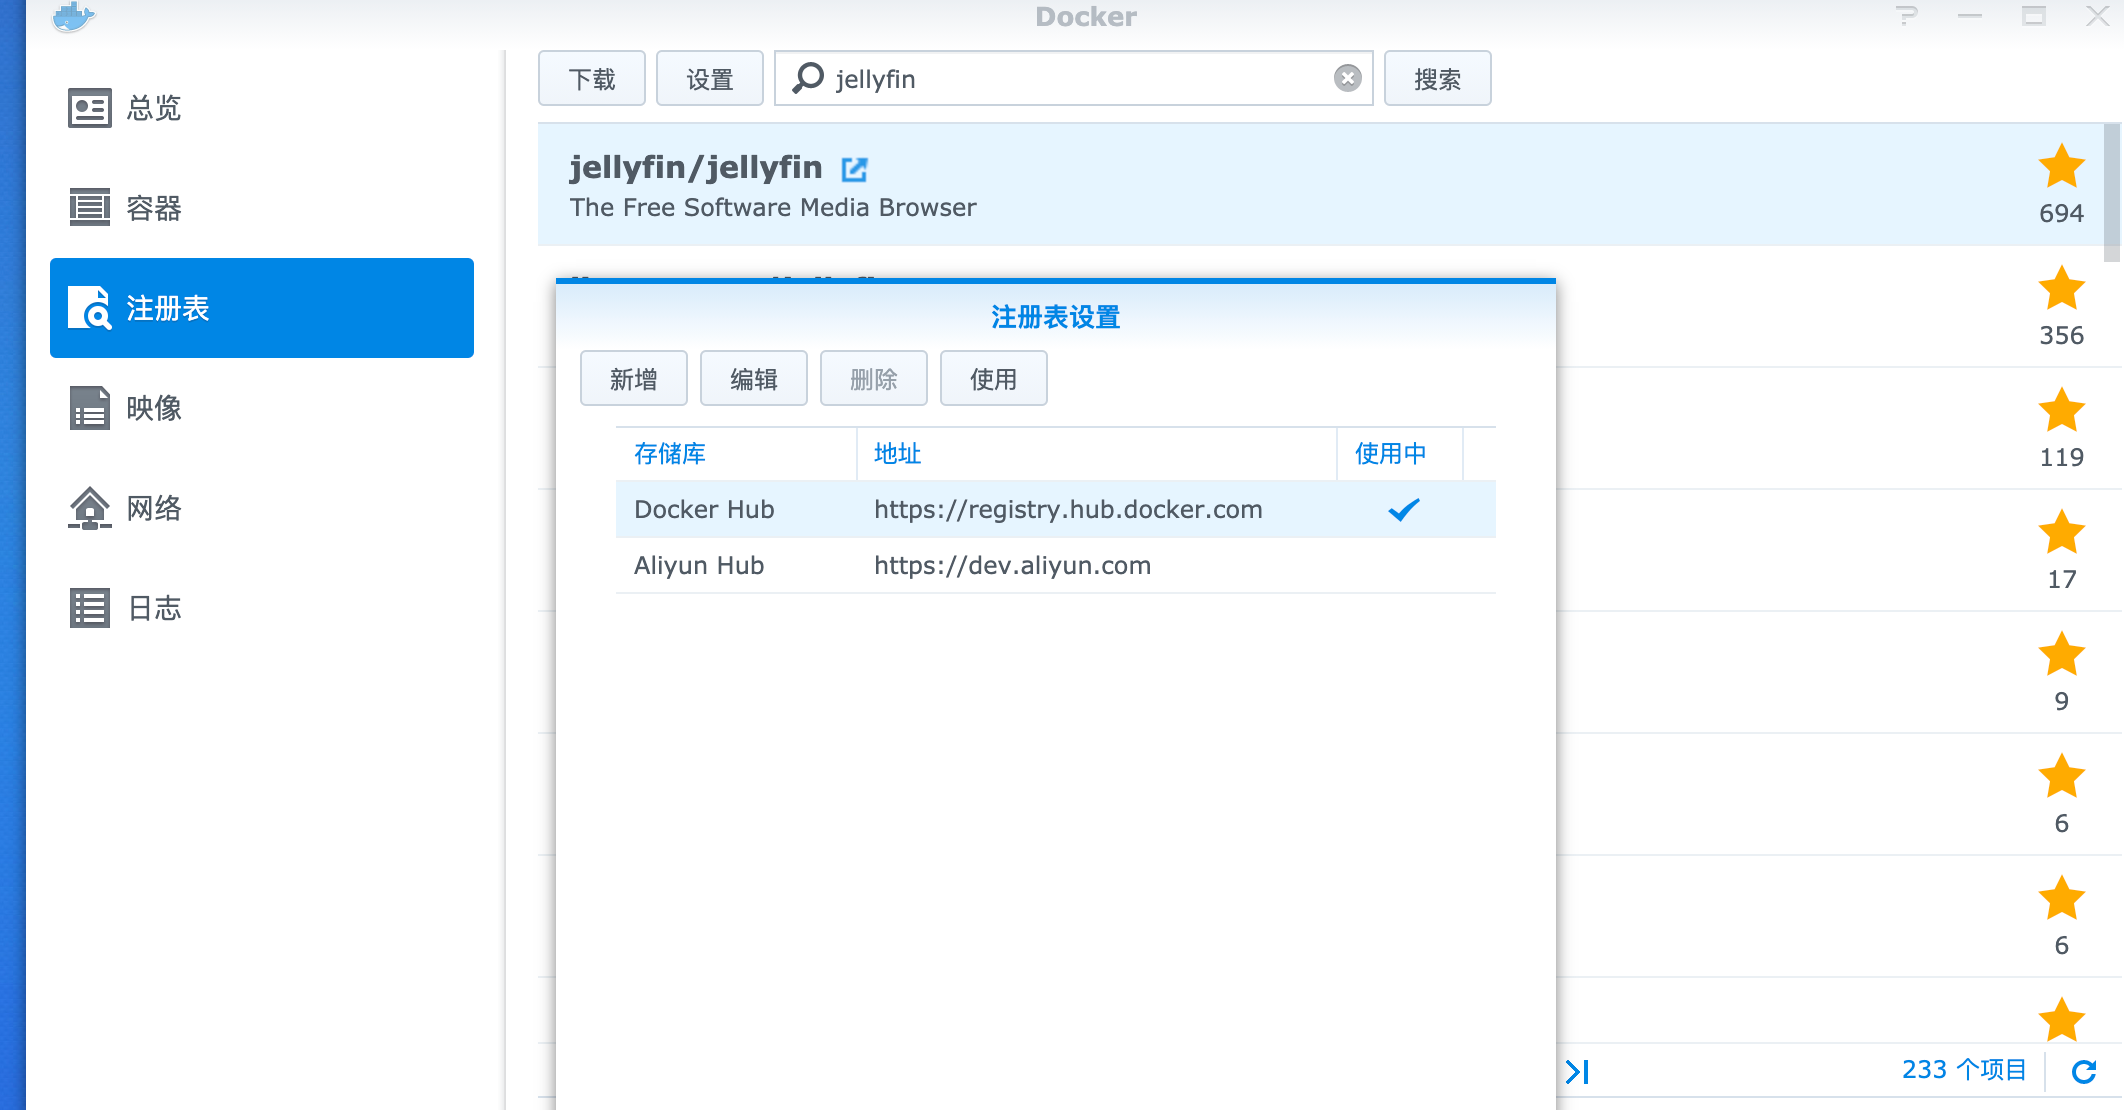 Docker
总览
容器
注册表
映像
网络
日志
下载
设置
jellyfin
搜索
jellyfin/jellyfin
The Free Software Media Browser
694
356
119
17
9
6
6
注册表设置
新增
编辑
删除
使用
存储库 地址 使用中
Docker Hub https://registry.hub.docker.com
Aliyun Hub https://dev.aliyun.com
233 个项目